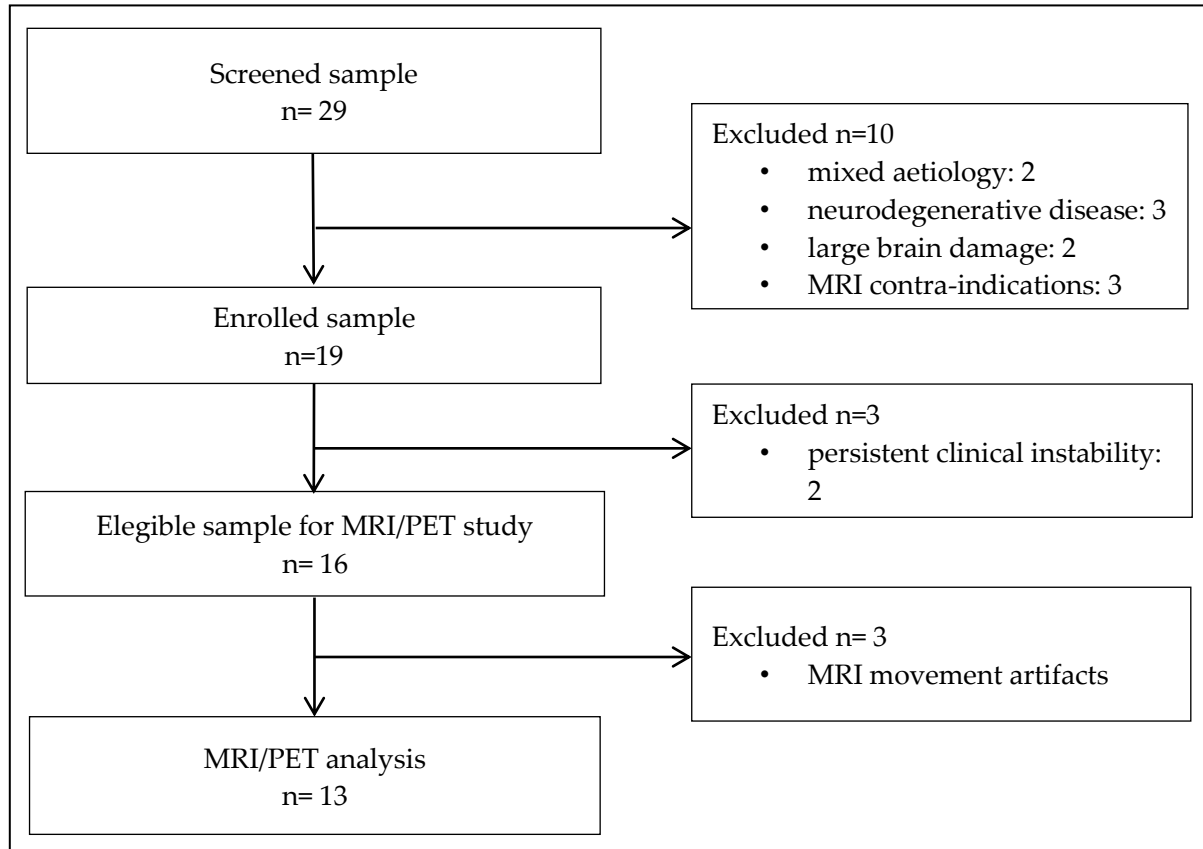 Screened sample
n= 29
Excluded n=10
• mixed aetiology: 2
• neurodegenerative disease: 3
• large brain damage: 2
• MRI contra-indications: 3
Enrolled sample
n=19
Excluded n=3
• persistent clinical instability:
2
Elegible sample for MRI/PET study
n= 16
Excluded n= 3
• MRI movement artifacts
MRI/PET analysis
n= 13